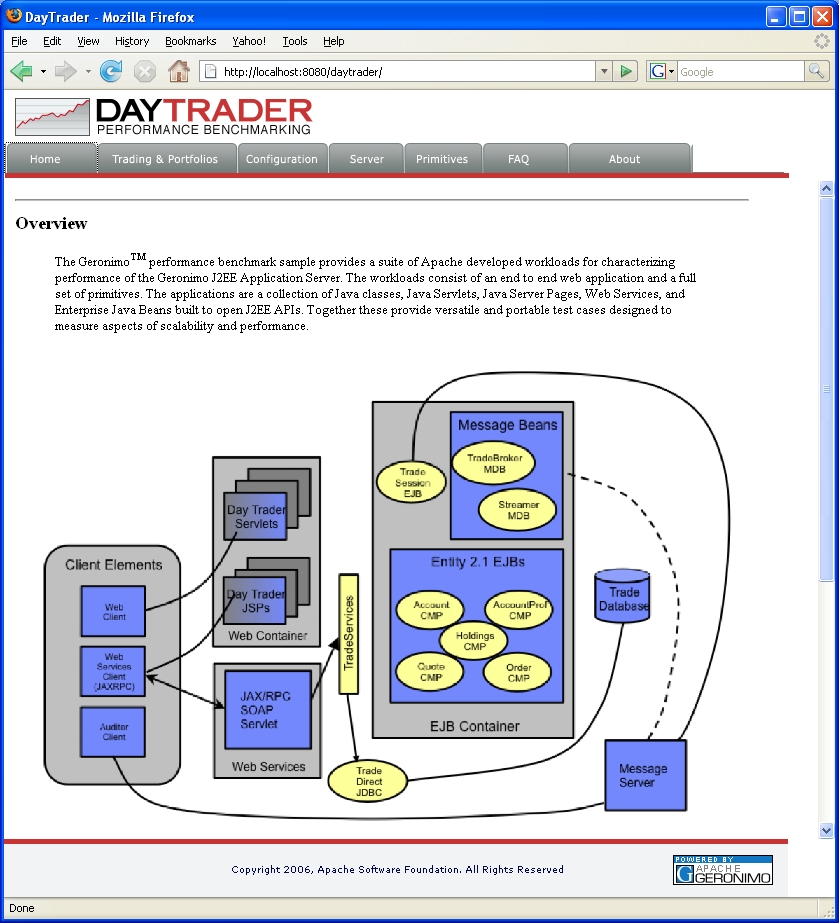 DayTrader - Mozilla Firefox
File Edit View History Bookmarks Yahoo! Tools Help
http://localhost:8080/daytrader/
G Google
DAYTRADER
PERFORMANCE BENCHMARKING
Home Trading & Portfolios Configuration Server Primitives FAQ About
Overview
The Geronimo™ performance benchmark sample provides a suite of Apache developed workloads for characterizing
performance of the Geronimo J2EE Application Server. The workloads consist of an end to end web application and a full
set of primitives. The applications are a collection of Java classes, Java Servlets, Java Server Pages, Web Services, and
Enterprise Java Beans built to open J2EE APIs. Together these provide versatile and portable test cases designed to
measure aspects of scalability and performance.
Client Elements
Web
Client
Web
Services
Client
(JAXRPC)
Auditor
Client
Day Trader
Servlets
Day Trader
JSPs
Web Container
JAX/RPC
SOAP
Servlet
Web Services
TradeServices
Trade
Direct
JDBC
Trade
Session
EJB
Message Beans
TradeBroker
MDB
Streamer
MDB
Entity 2.1 EJBs
Account
CMP
AccountProf
CMP
Holdings
CMP
Quote
CMP
Order
CMP
EJB Container
Trade
Database
Message
Server
Copyright 2006, Apache Software Foundation. All Rights Reserved
POWERED BY
APACHE
GERONIMO
Done